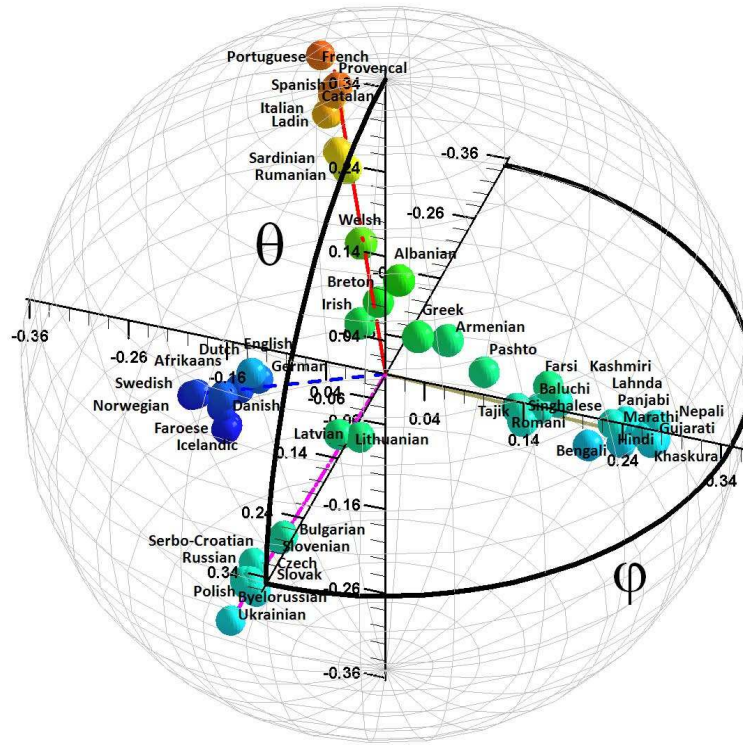 Portuguese French
Provencal
Spanish 0.34
Catalan
Italian
Ladin
Sardinian
Rumanian 0.24
-0.36
-0.26
θ
Welsh
0.14 Albanian
Breton
Irish
Greek
0.04 Armenian
Pashto
-0.36
-0.26
Dutch English
Afrikaans German
-0.16
Swedish 0.04
-0.06
Norwegian Danish
Faroese
Icelandic
0.04
Farsi Kashmiri
Baluchi Lahnda
Panjabi
Tajik Singhalese Marathi Nepali
0.14 Romani Hindi Gujarati
Bengali 0.24 Khaskura
0.34
Latvian Lithuanian
0.14
-0.16
0.24
Bulgarian
Serbo-Croatian Slovenian
Russian Czech
0.34 Slovak
Polish -0.26
Byelorussian
Ukrainian
φ
-0.36